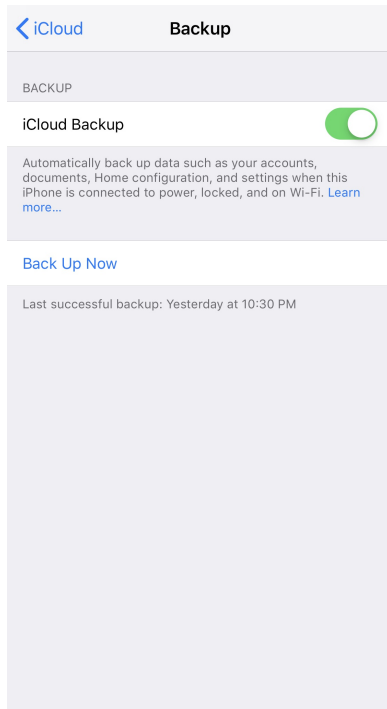 iCloud
Backup
BACKUP
iCloud Backup
Automatically back up data such as your accounts,
documents, Home configuration, and settings when this
iPhone is connected to power, locked, and on Wi-Fi. Learn
more...
Back Up Now
Last successful backup: Yesterday at 10:30 PM